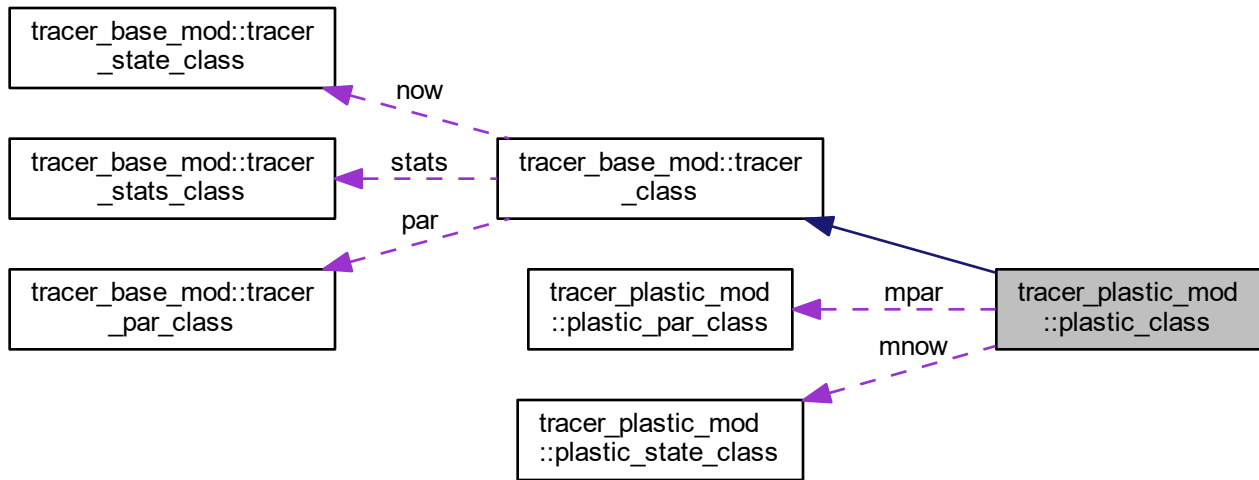 tracer_base_mod::tracer
_state_class
now
tracer_base_mod::tracer
_stats_class
stats
tracer_base_mod::tracer
_class
par
tracer_base_mod::tracer
_par_class
tracer_plastic_mod
::plastic_par_class
mpar
tracer_plastic_mod
::plastic_class
mnow
tracer_plastic_mod
::plastic_state_class